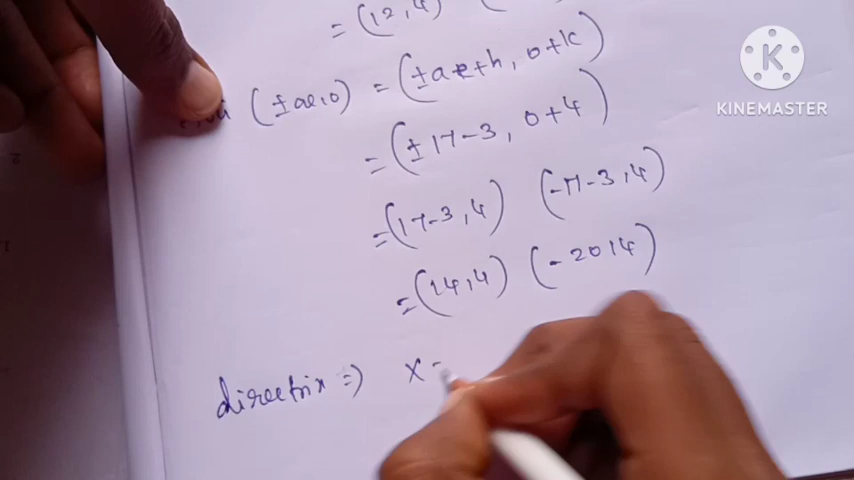 = (12, 4) (
(±ae, 0) = (±ae+h, 0+k)
= (±17-3, 0+4)
= (17-3, 4) (-17-3, 4)
= (14, 4) (-20, 4)
directrix => x =
K
KINEMASTER